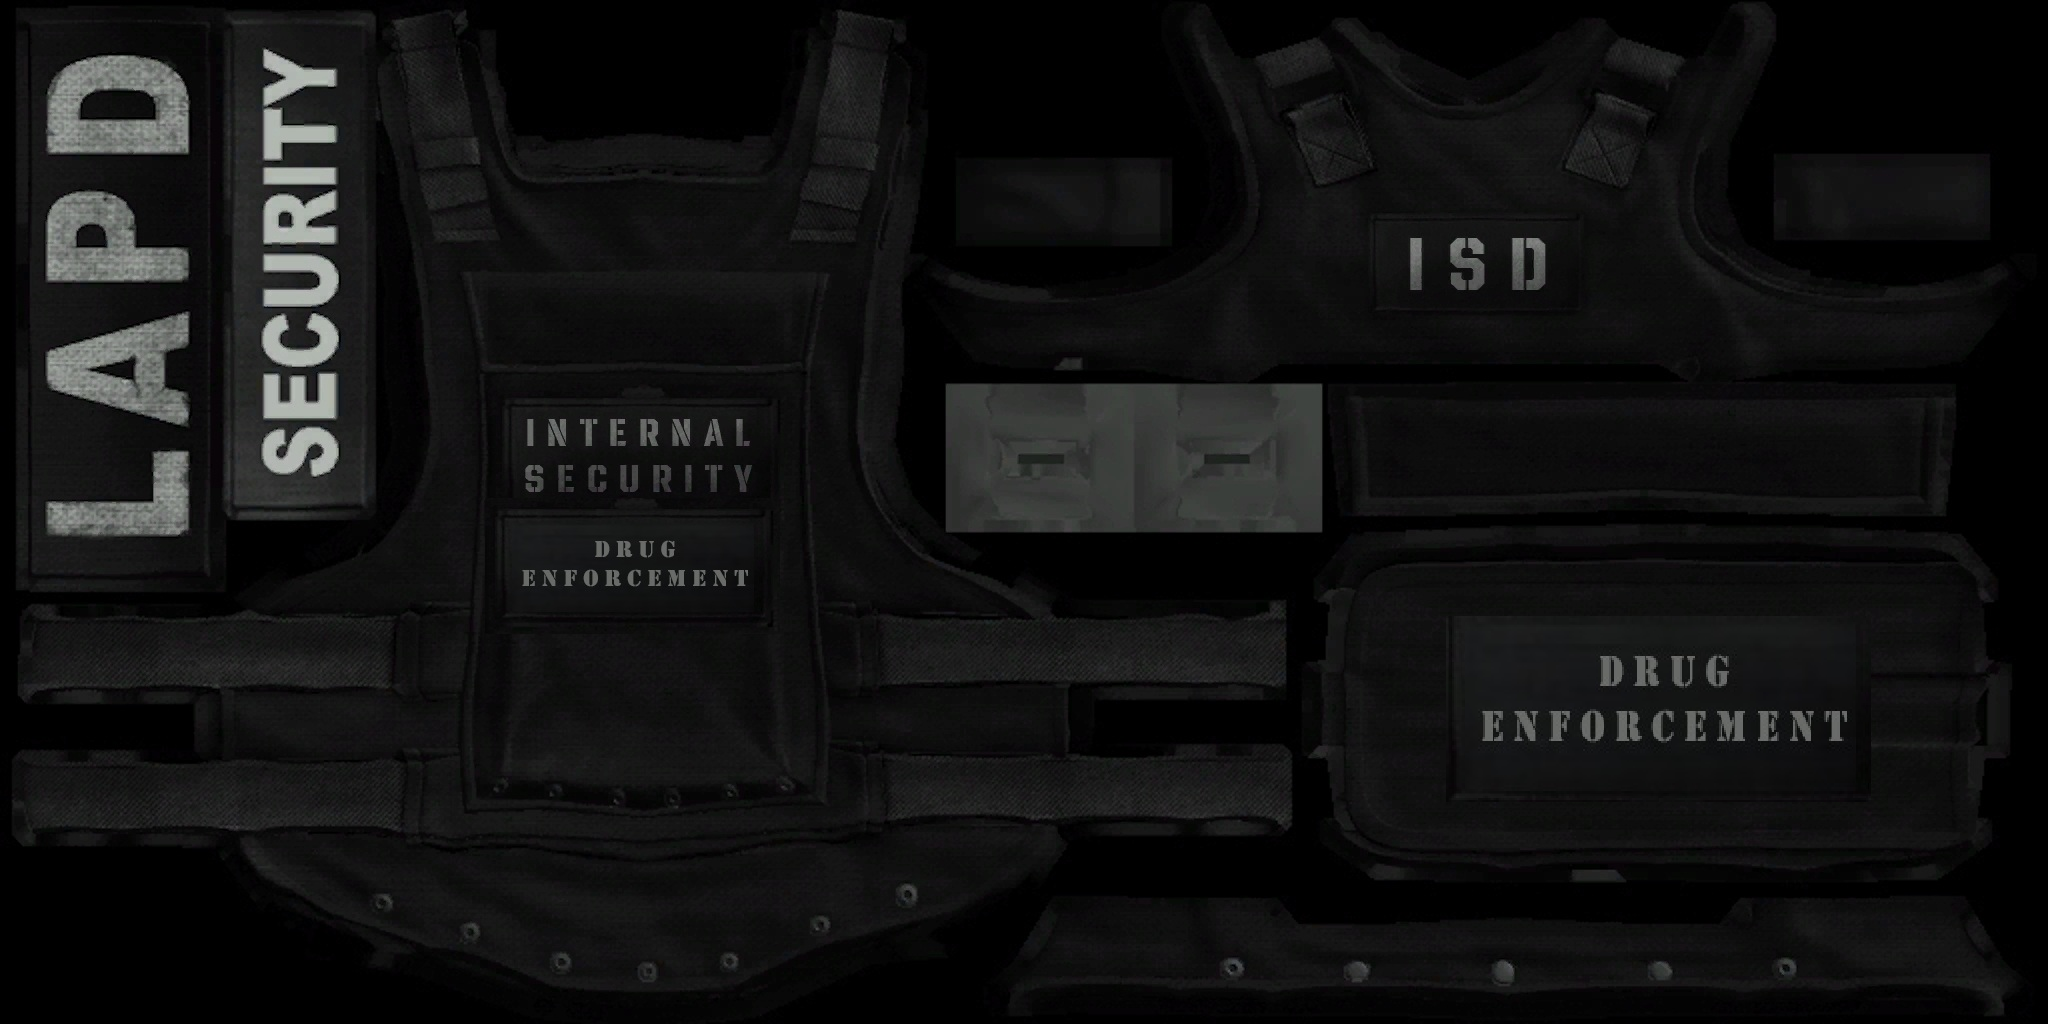 LAPD
SECURITY
INTERNAL
SECURITY
DRUG
ENFORCEMENT
ISD
DRUG
ENFORCEMENT